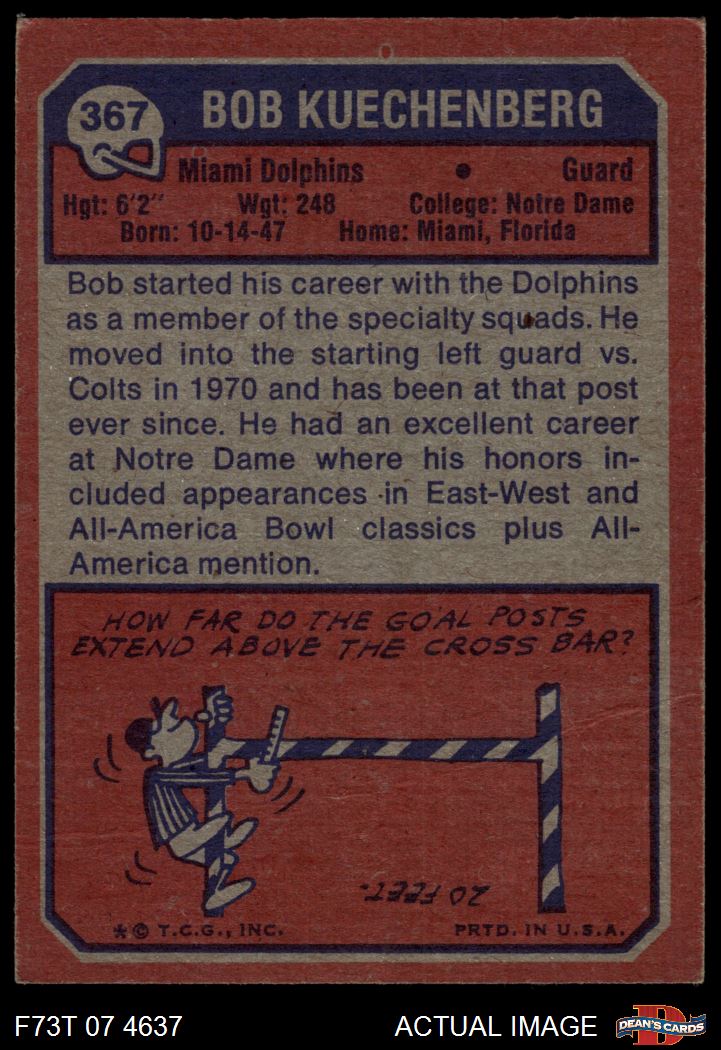 367 BOB KUECHENBERG
Miami Dolphins • Guard
Hgt: 6'2" Wgt: 248 College: Notre Dame
Born: 10-14-47 Home: Miami, Florida
Bob started his career with the Dolphins
as a member of the specialty squads. He
moved into the starting left guard vs.
Colts in 1970 and has been at that post
ever since. He had an excellent career
at Notre Dame where his honors in-
cluded appearances in East-West and
All-America Bowl classics plus All-
America mention.
HOW FAR DO THE GOAL POSTS
EXTEND ABOVE THE CROSS BAR?
20 FEET.
* © T.C.G., INC. PRTD. IN U.S.A.
F73T 07 4637 ACTUAL IMAGE D DEAN'S CARDS